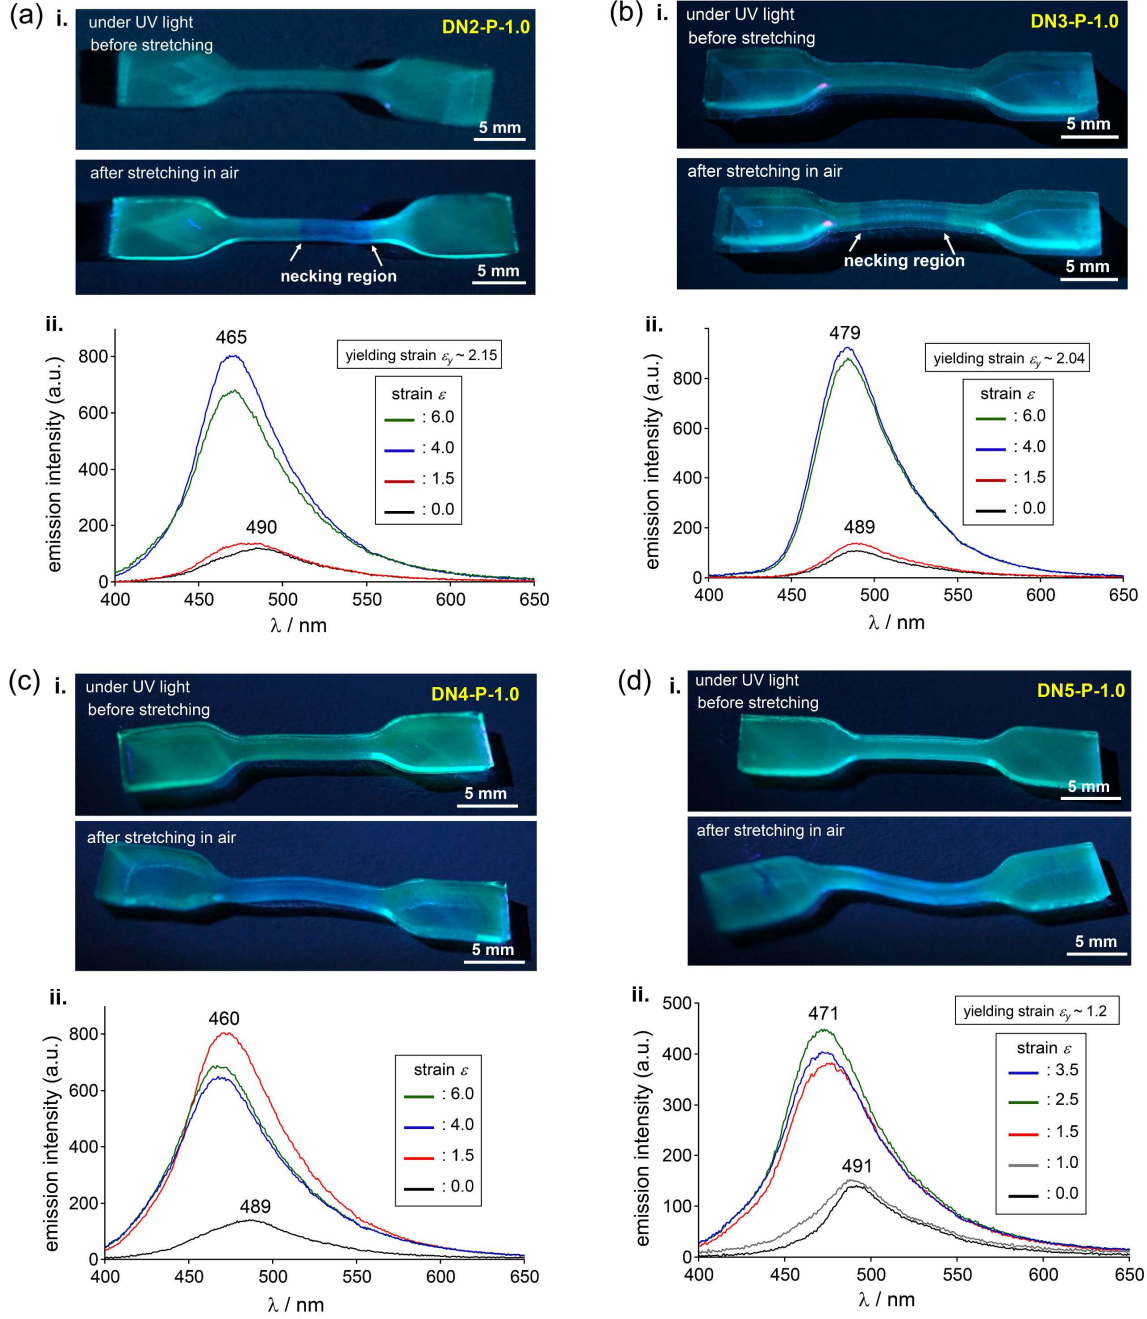 (a) i. under UV light
before stretching
DN2-P-1.0
5 mm
after stretching in air
necking region
5 mm
ii.
465
490
yielding strain εy ~ 2.15
strain ε
: 6.0
: 4.0
: 1.5
: 0.0
emission intensity (a.u.)
800
600
400
200
0
400 450 500 550 600 650
λ / nm
(b) i. under UV light
before stretching
DN3-P-1.0
5 mm
after stretching in air
necking region
5 mm
ii.
479
489
yielding strain εy ~ 2.04
strain ε
: 6.0
: 4.0
: 1.5
: 0.0
emission intensity (a.u.)
800
600
400
200
0
400 450 500 550 600 650
λ / nm
(c) i. under UV light
before stretching
DN4-P-1.0
5 mm
after stretching in air
5 mm
ii.
460
489
strain ε
: 6.0
: 4.0
: 1.5
: 0.0
emission intensity (a.u.)
800
600
400
200
0
400 450 500 550 600 650
λ / nm
(d) i. under UV light
before stretching
DN5-P-1.0
5 mm
after stretching in air
5 mm
ii.
471
491
yielding strain εy ~ 1.2
strain ε
: 3.5
: 2.5
: 1.5
: 1.0
: 0.0
emission intensity (a.u.)
500
400
300
200
100
0
400 450 500 550 600 650
λ / nm